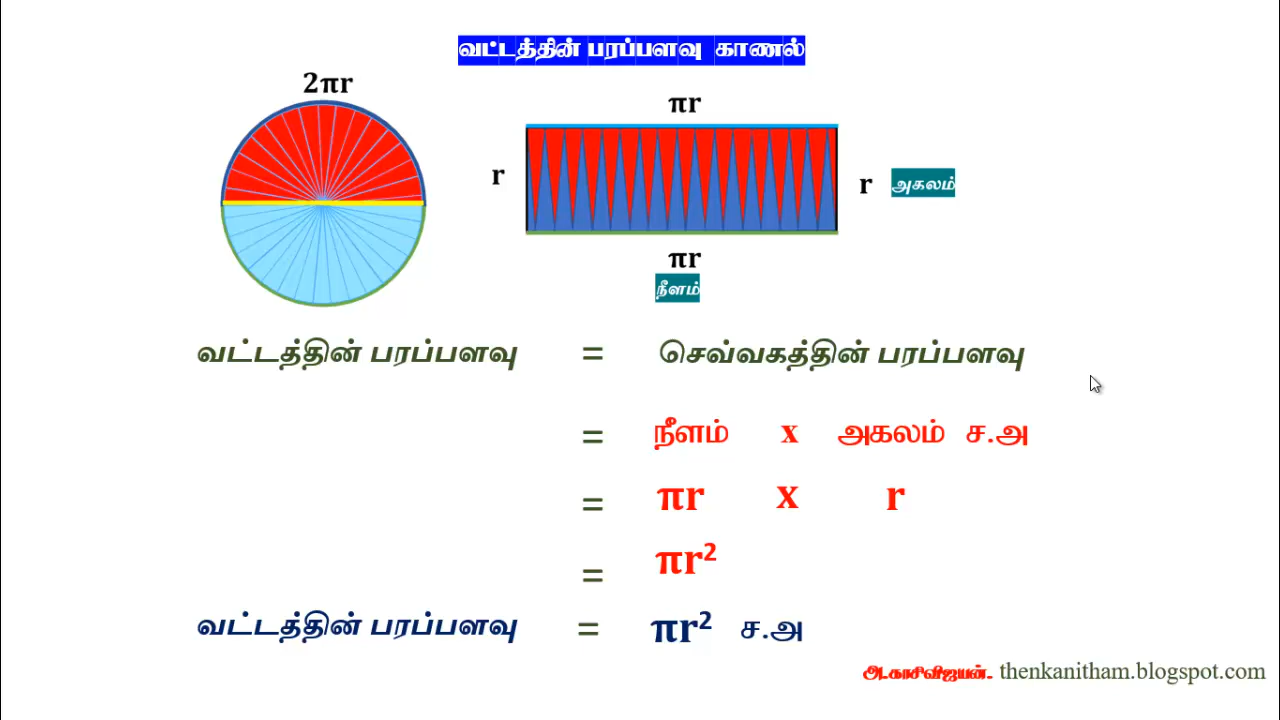 வட்டத்தின் பரப்பளவு காணல்
2πr
πr
r
r அகலம்
πr
நீளம்
வட்டத்தின் பரப்பளவு = செவ்வகத்தின் பரப்பளவு
= நீளம் x அகலம் ச.அ
= πr x r
= πr²
வட்டத்தின் பரப்பளவு = πr² ச.அ
அ.காசிவிஜயன். thenkanitham.blogspot.com